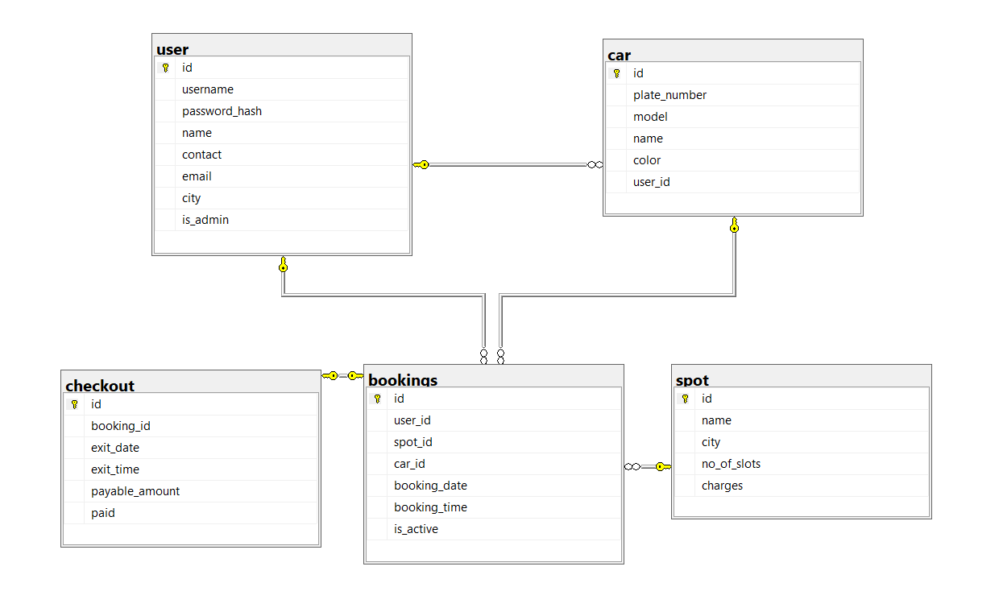 user
id
username
password_hash
name
contact
email
city
is_admin
car
id
plate_number
model
name
color
user_id
checkout
id
booking_id
exit_date
exit_time
payable_amount
paid
bookings
id
user_id
spot_id
car_id
booking_date
booking_time
is_active
spot
id
name
city
no_of_slots
charges